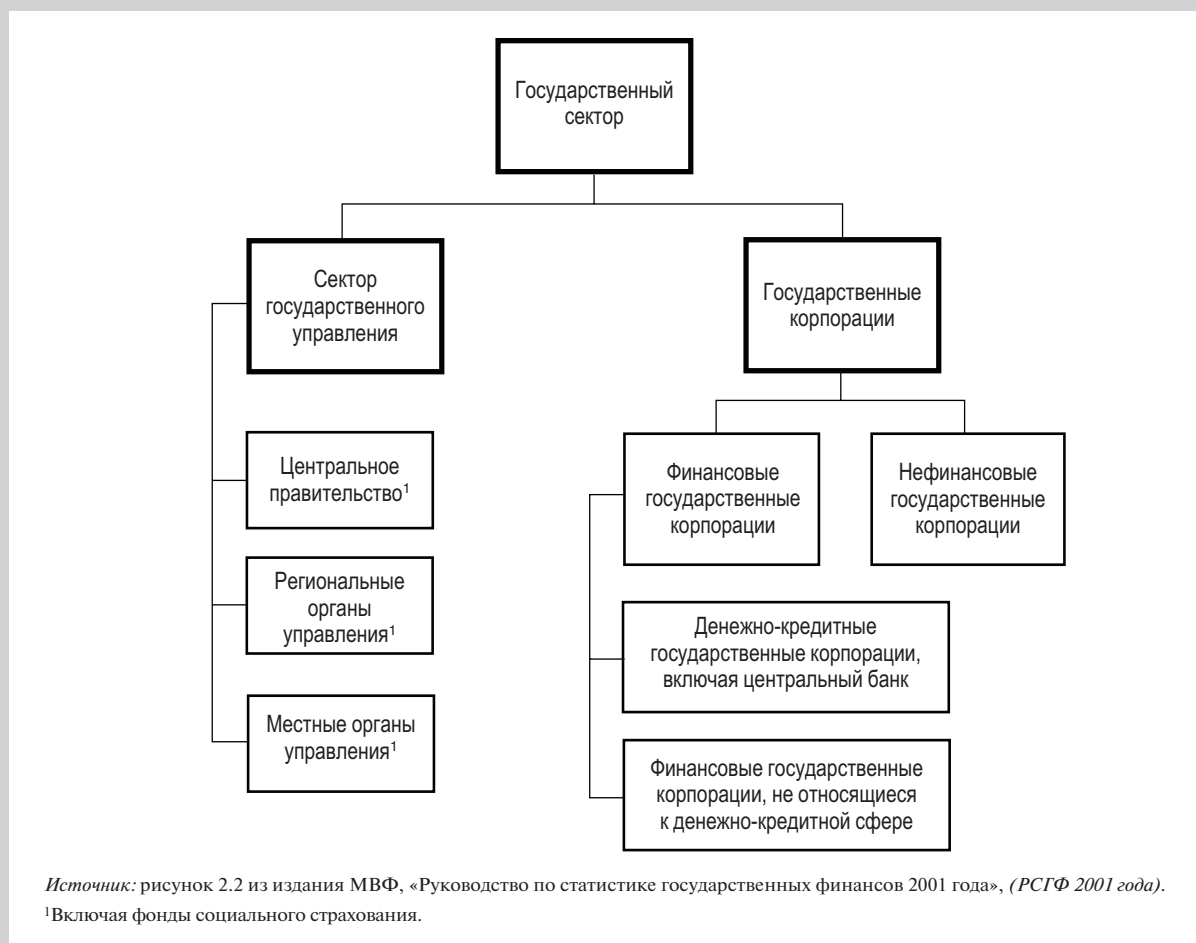 Государственный
сектор
Сектор
государственного
управления
Государственные
корпорации
Центральное
правительство¹
Региональные
органы
управления¹
Местные органы
управления¹
Финансовые
государственные
корпорации
Нефинансовые
государственные
корпорации
Денежно-кредитные
государственные корпорации,
включая центральный банк
Финансовые государственные
корпорации, не относящиеся
к денежно-кредитной сфере
Источник: рисунок 2.2 из издания МВФ, «Руководство по статистике государственных финансов 2001 года», (РСГФ 2001 года).
¹Включая фонды социального страхования.